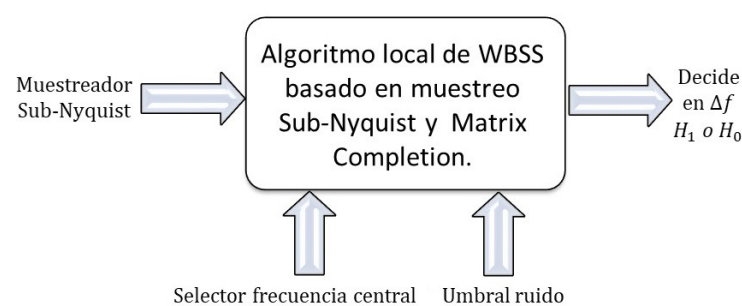 Muestreador
Sub-Nyquist
Algoritmo local de WBSS
basado en muestreo
Sub-Nyquist y Matrix
Completion.
Decide
en Δf
H₁ o H₀
Selector frecuencia central
Umbral ruido